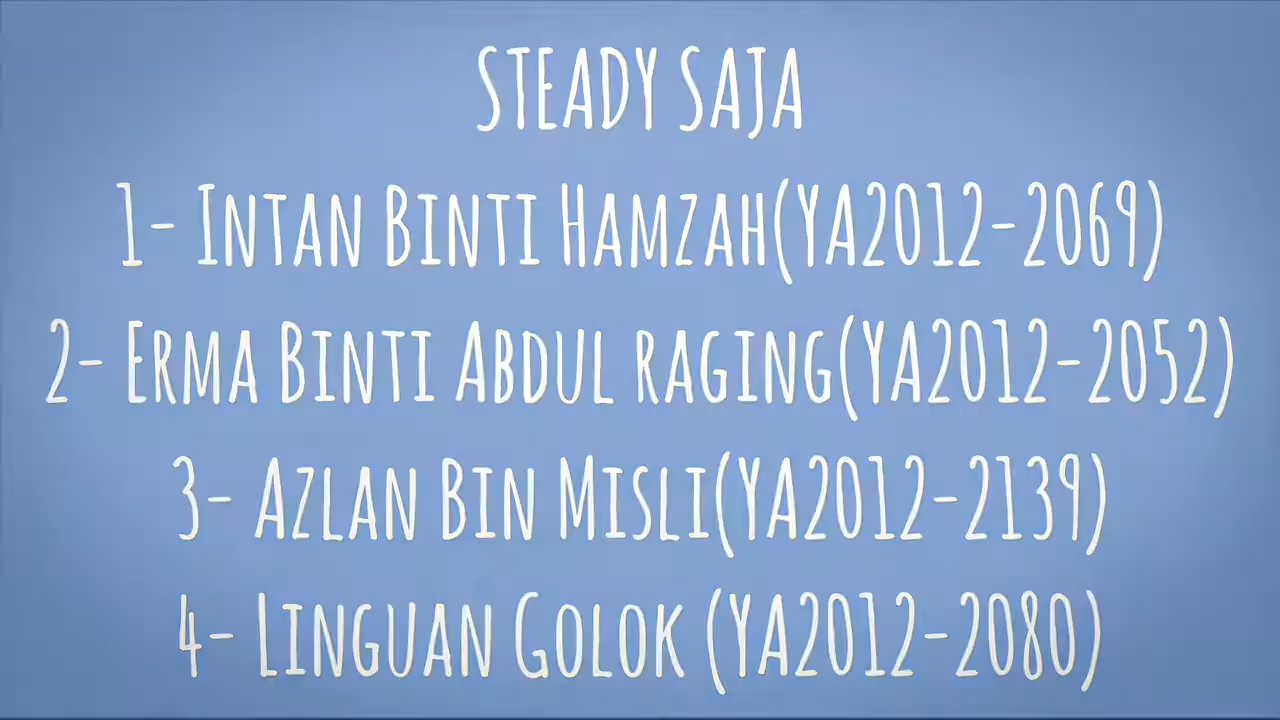 STEADY SAJA
1- Intan Binti Hamzah(YA2012-2069)
2- Erma Binti Abdul raging(YA2012-2052)
3- Azlan Bin Misli(YA2012-2139)
4- Linguan Golok (YA2012-2080)